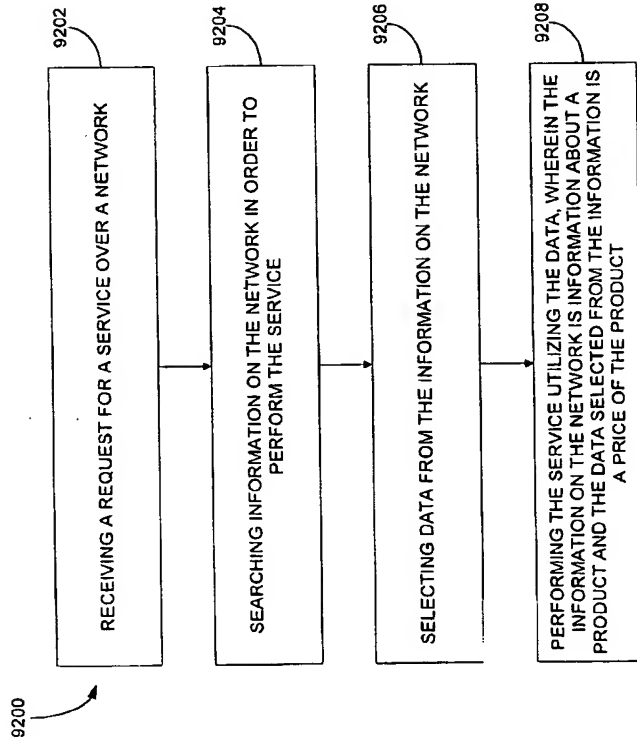 9200
9202
RECEIVING A REQUEST FOR A SERVICE OVER A NETWORK
9204
SEARCHING INFORMATION ON THE NETWORK IN ORDER TO
PERFORM THE SERVICE
9206
SELECTING DATA FROM THE INFORMATION ON THE NETWORK
9208
PERFORMING THE SERVICE UTILIZING THE DATA, WHEREIN THE
INFORMATION ON THE NETWORK IS INFORMATION ABOUT A
PRODUCT AND THE DATA SELECTED FROM THE INFORMATION IS
A PRICE OF THE PRODUCT